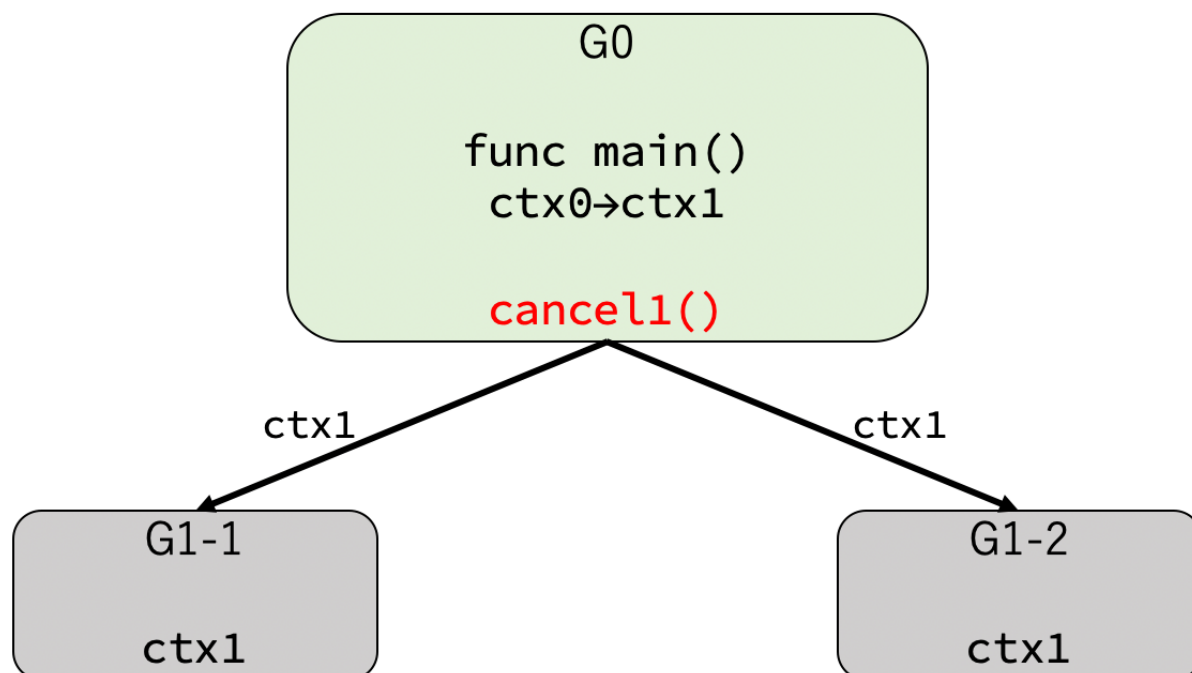 G0
func main()
ctx0→ctx1
cancel1()
ctx1
ctx1
G1-1
ctx1
G1-2
ctx1